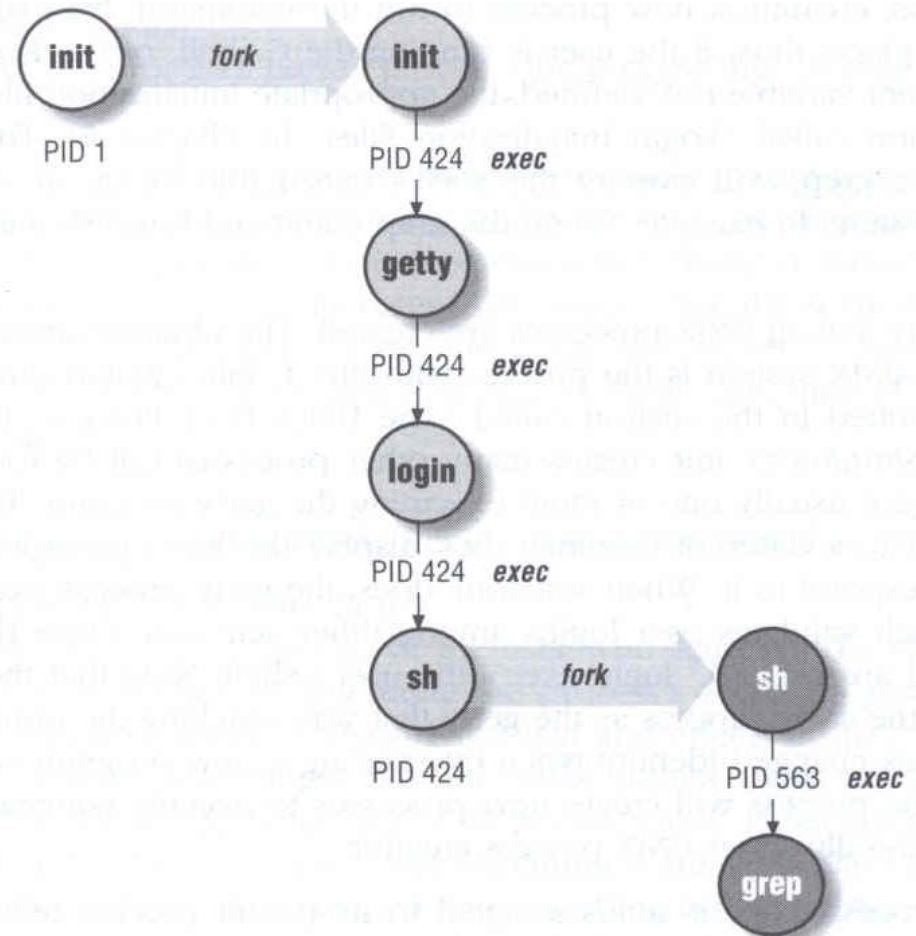 init
fork
init
PID 1
PID 424 exec
getty
PID 424 exec
login
PID 424 exec
sh
fork
sh
PID 424
PID 563 exec
grep